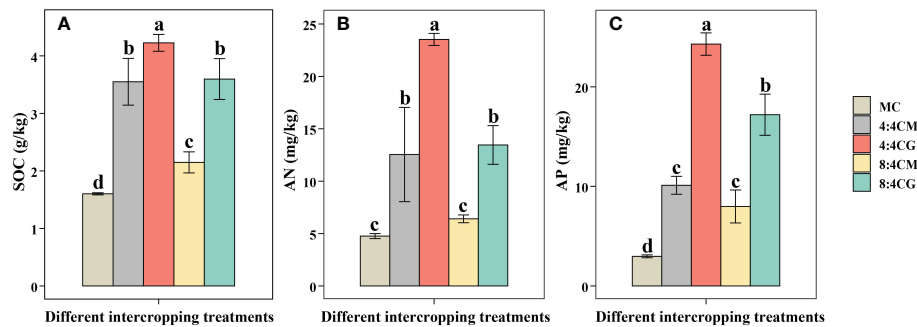 A
SOC (g/kg)
4
3
2
1
0
d
b
a
c
b
Different intercropping treatments
B
AN (mg/kg)
25
20
15
10
5
0
c
b
a
c
b
Different intercropping treatments
C
AP (mg/kg)
20
10
0
d
c
a
c
b
Different intercropping treatments
MC
4:4CM
4:4CG
8:4CM
8:4CG